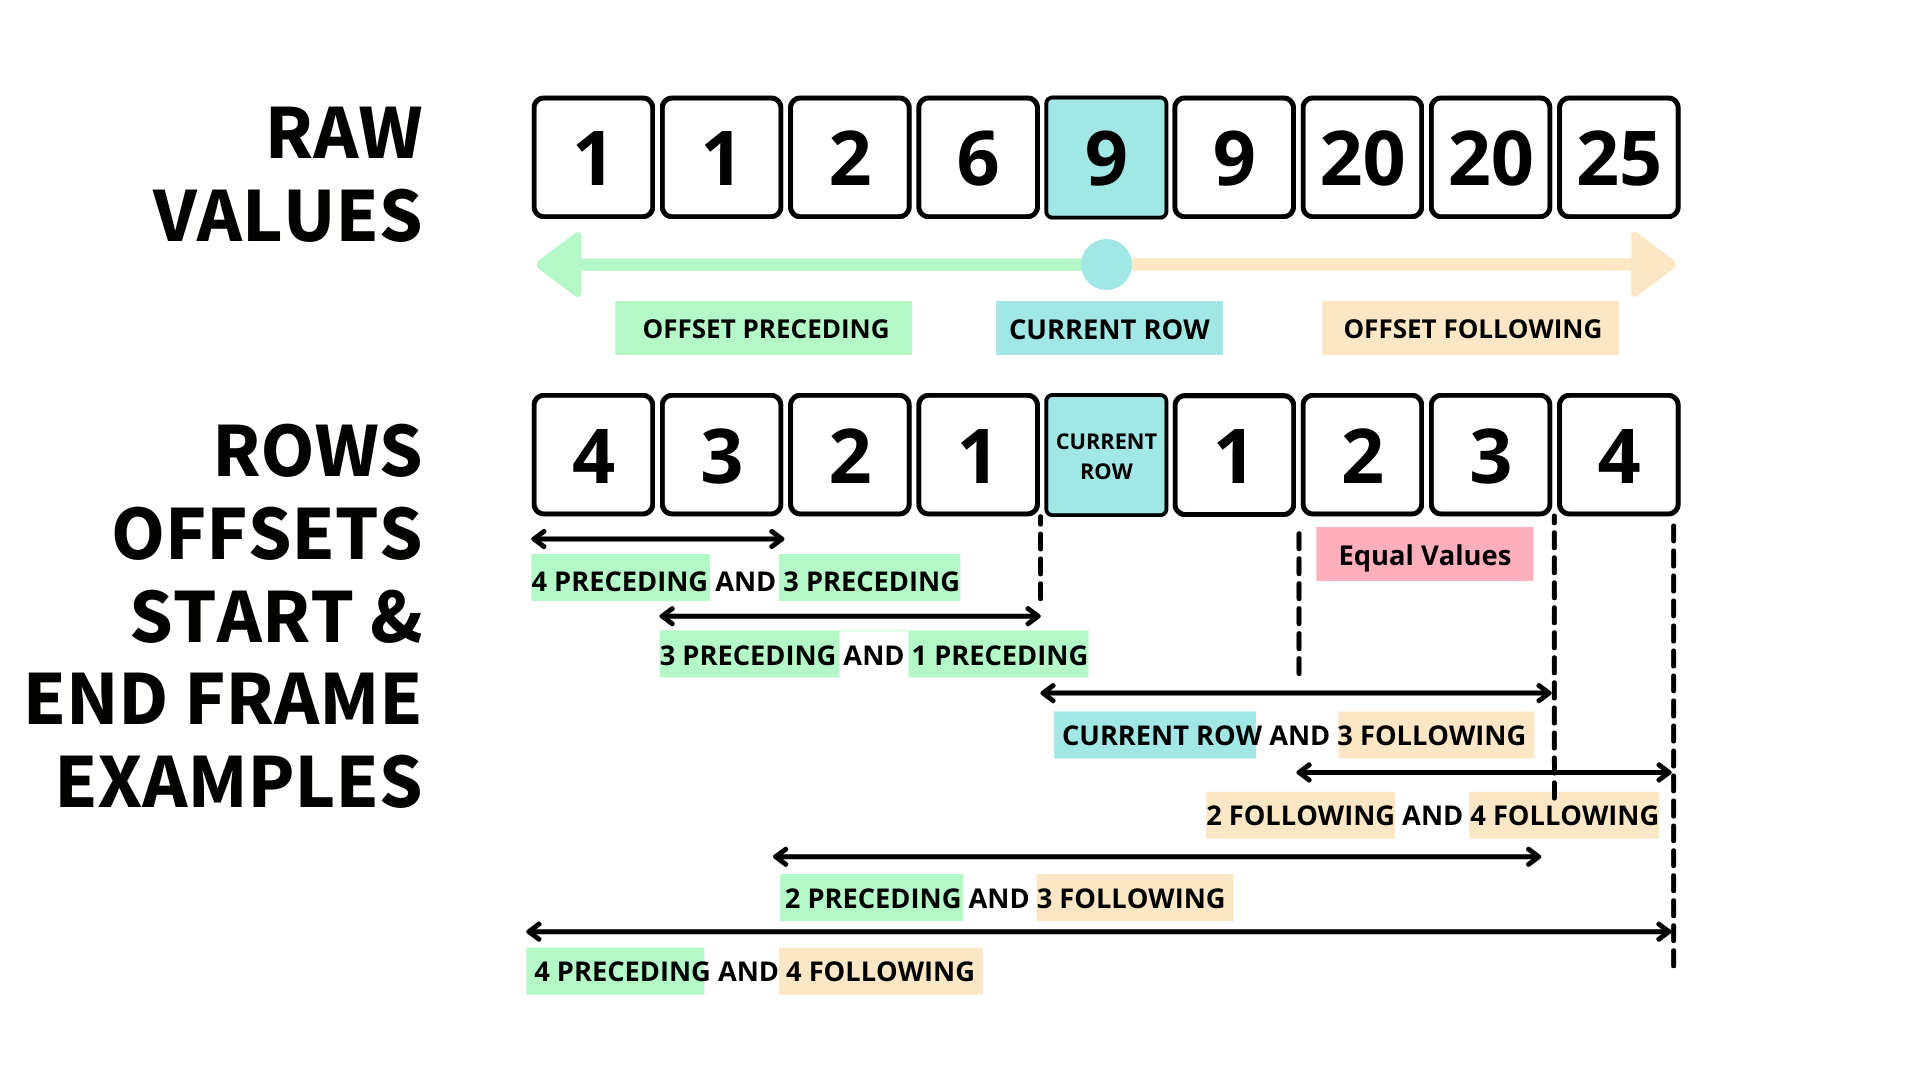 RAW
VALUES
1 1 2 6 9 9 20 20 25
OFFSET PRECEDING CURRENT ROW OFFSET FOLLOWING
ROWS
OFFSETS
START &
END FRAME
EXAMPLES
4 3 2 1 CURRENT
ROW 1 2 3 4
Equal Values
4 PRECEDING AND 3 PRECEDING
3 PRECEDING AND 1 PRECEDING
CURRENT ROW AND 3 FOLLOWING
2 FOLLOWING AND 4 FOLLOWING
2 PRECEDING AND 3 FOLLOWING
4 PRECEDING AND 4 FOLLOWING